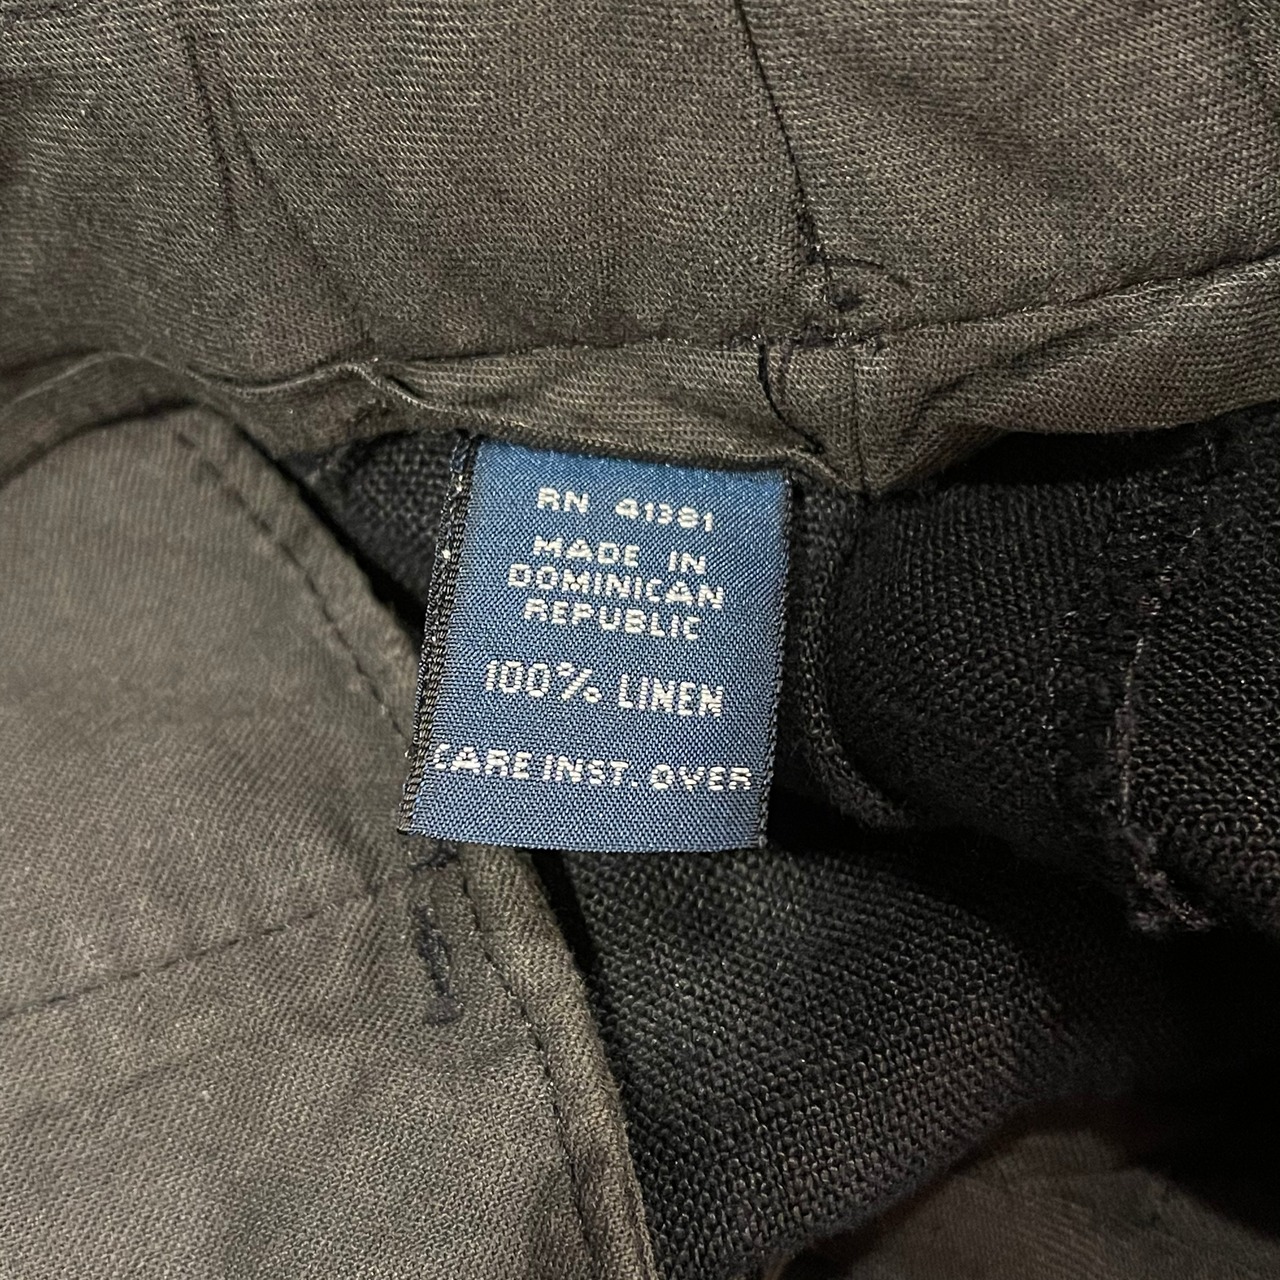 RN 41381
MADE IN
DOMINICAN
REPUBLIC
100% LINEN
CARE INST. OVER